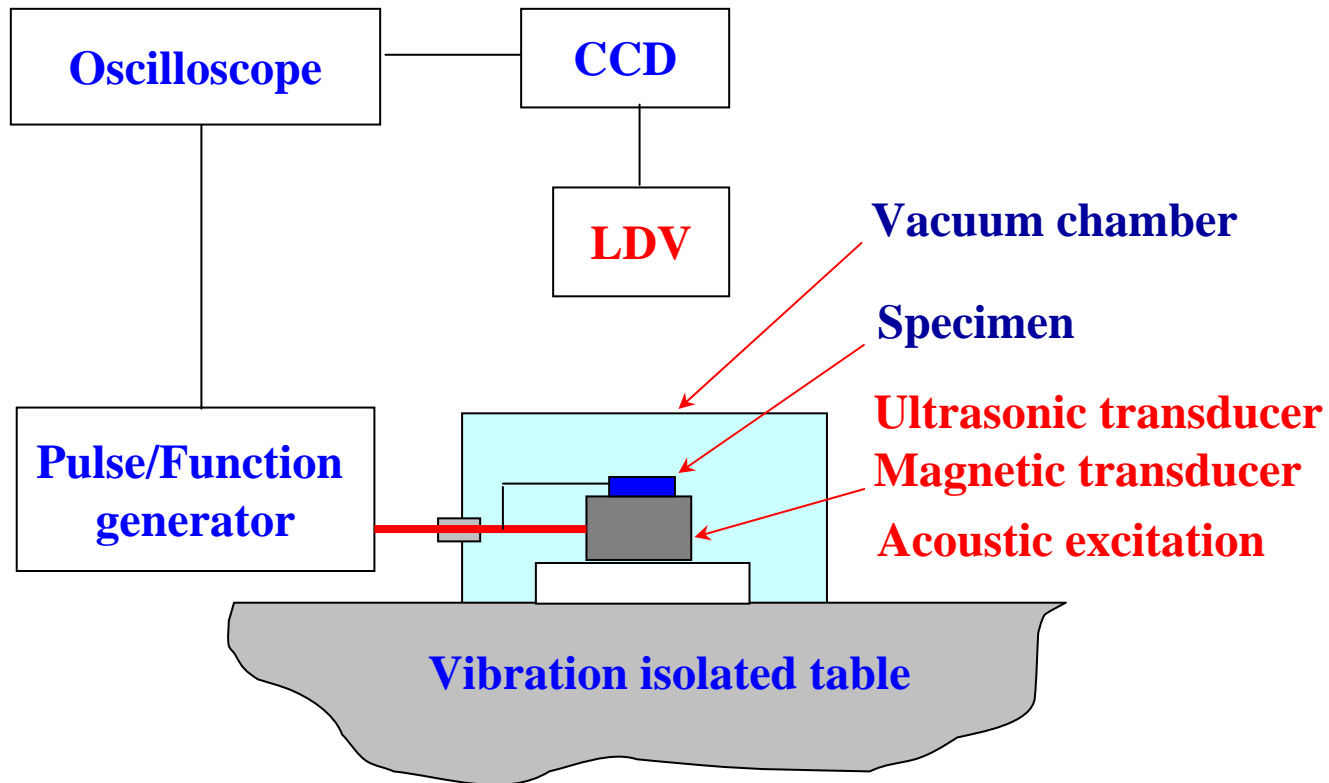 Oscilloscope
CCD
LDV
Vacuum chamber
Specimen
Ultrasonic transducer
Magnetic transducer
Acoustic excitation
Pulse/Function
generator
Vibration isolated table